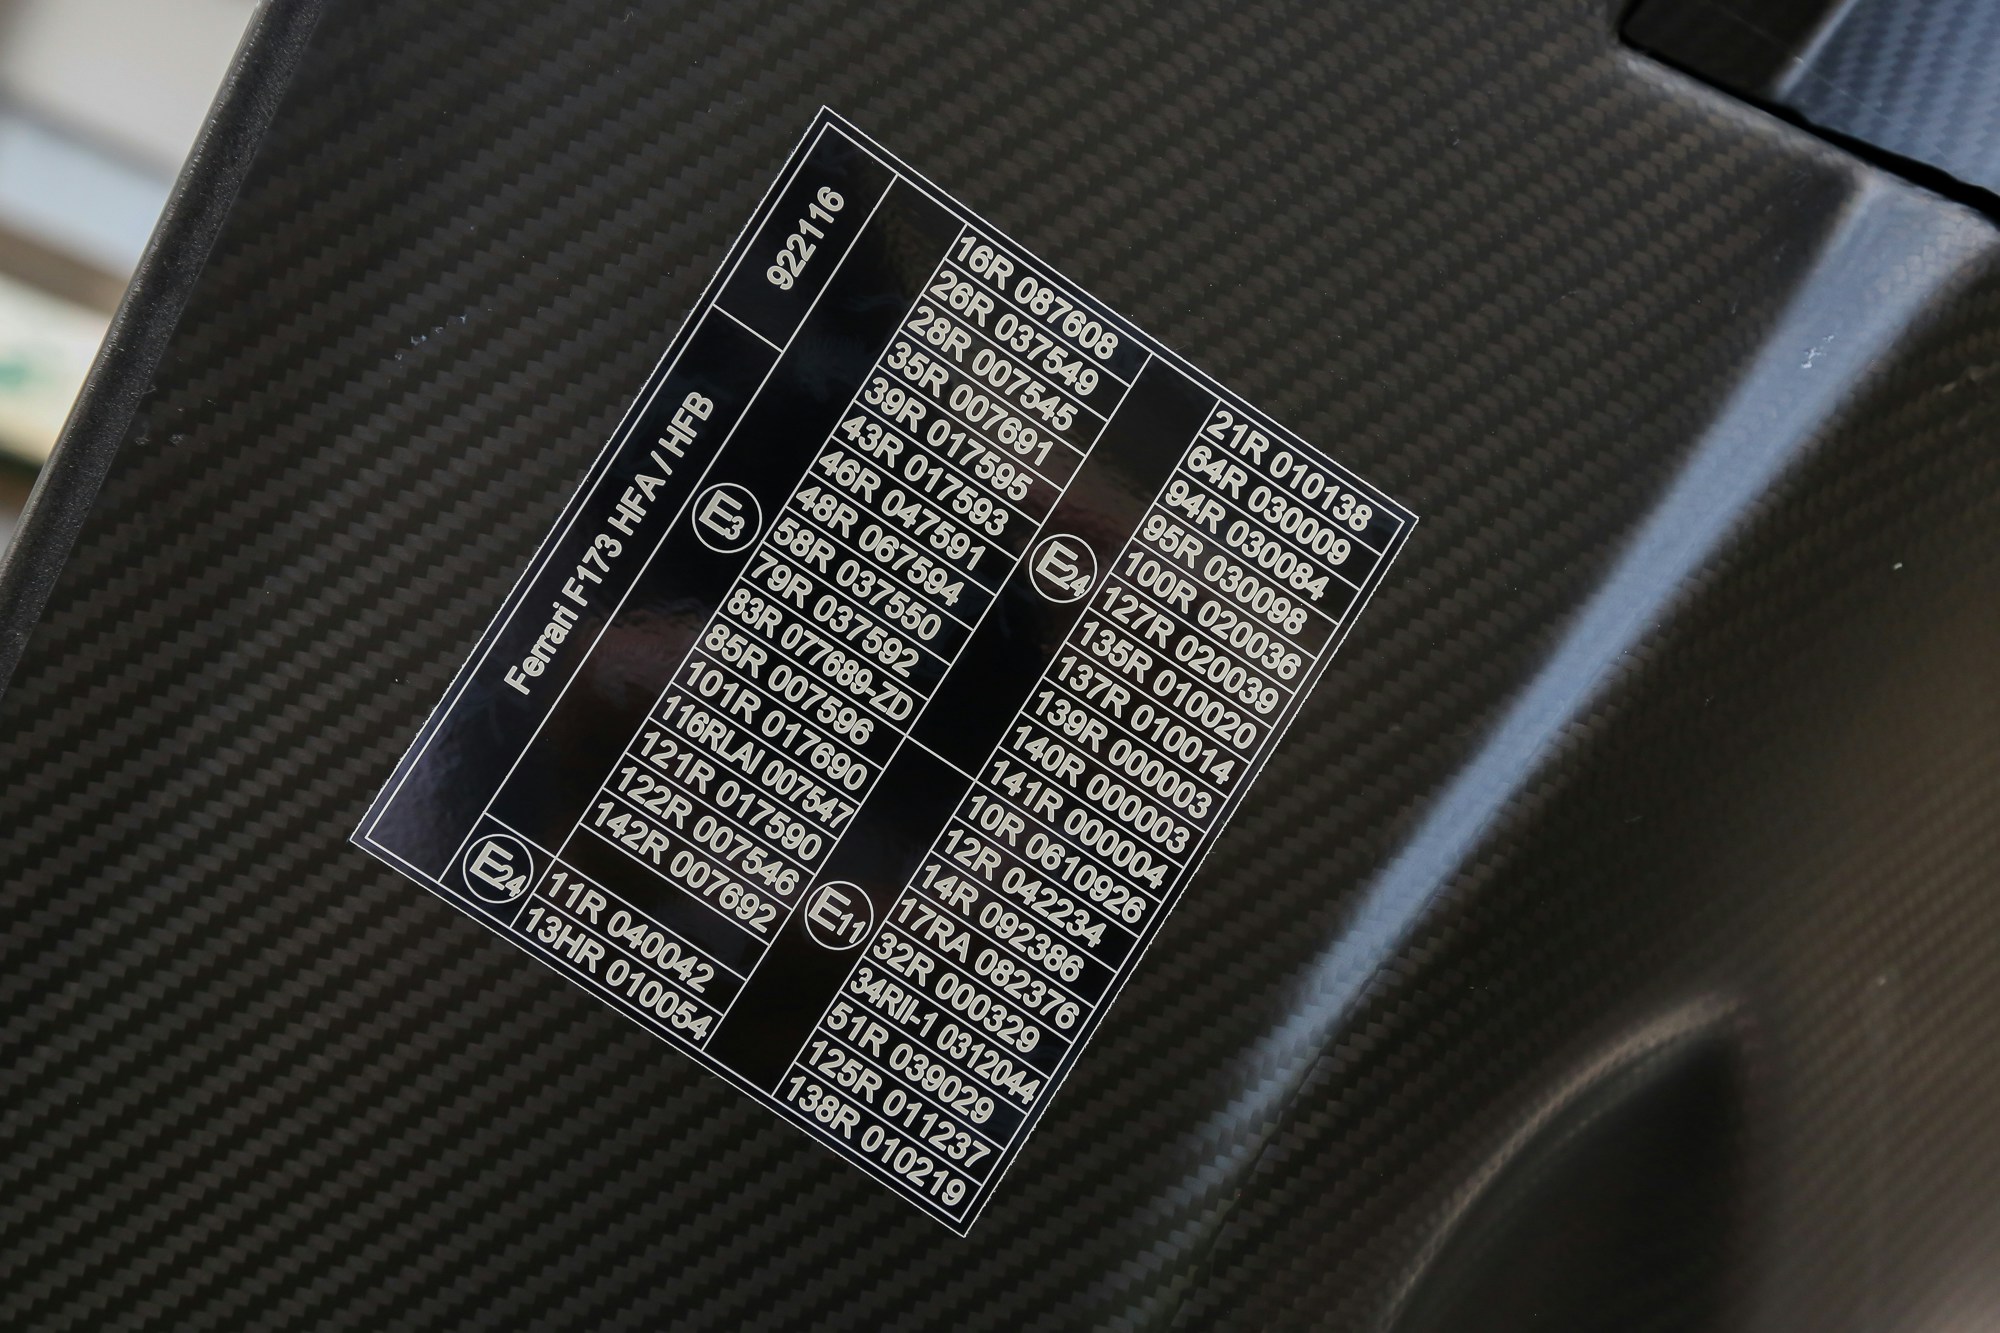 922116
Ferrari F173 HFA / HFB
E3
16R 087608
26R 037549
28R 007545
35R 007691
39R 017595
43R 017593
46R 047591
48R 067594
58R 037550
79R 037592
83R 077689-ZD
85R 007596
101R 017690
116RLAI 007547
121R 017590
122R 007546
142R 007692
E24
11R 040042
13HR 010054
E24
21R 010138
64R 030009
94R 030084
95R 030098
100R 020036
127R 020039
135R 010020
137R 010014
139R 000003
140R 000003
141R 000004
E11
10R 0610926
12R 042234
14R 092386
17RA 082376
32R 000329
34RII-1 0312044
51R 039029
125R 011237
138R 010219